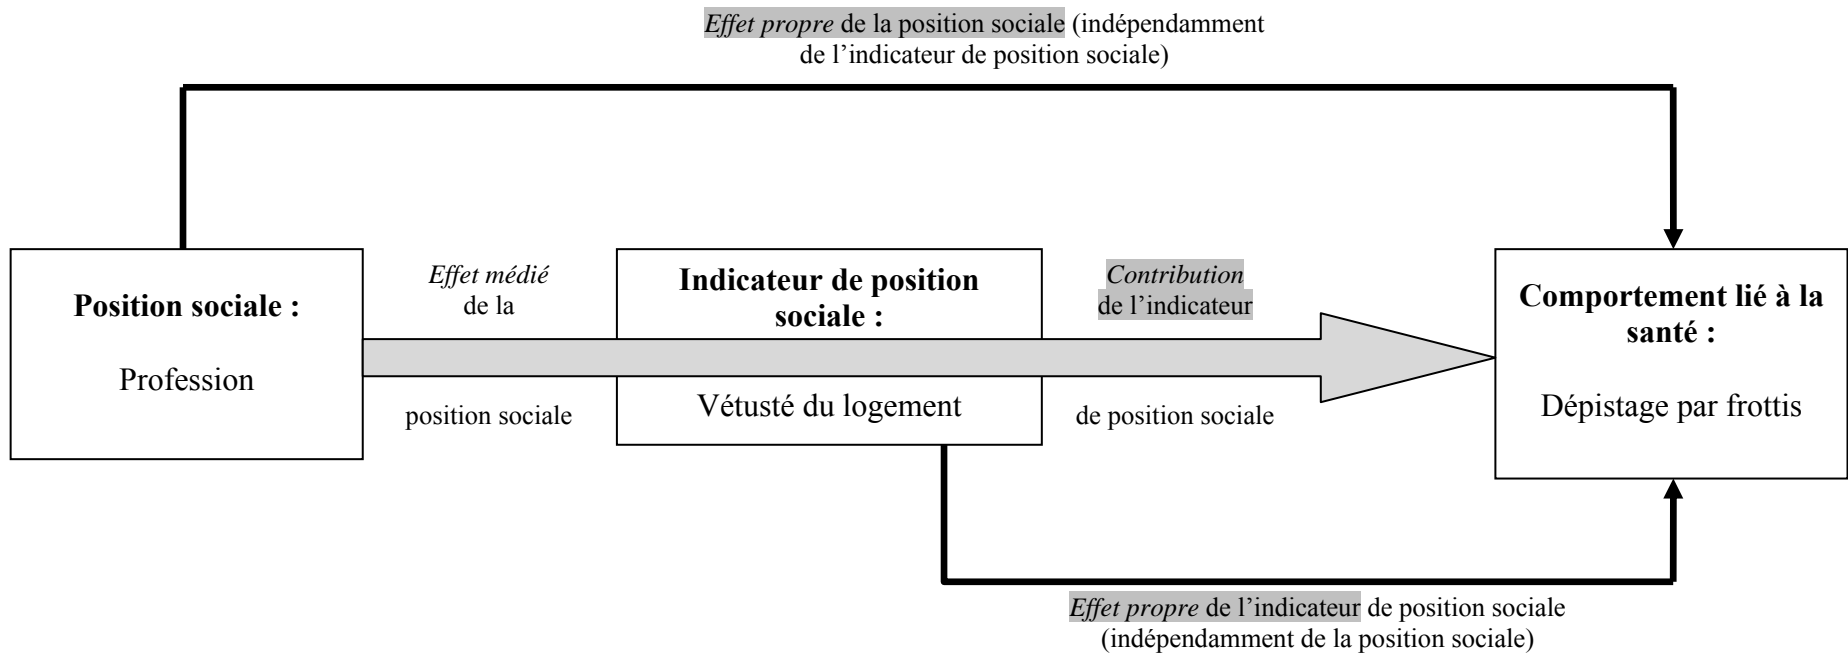 Effet propre de la position sociale (indépendamment
de l’indicateur de position sociale)
Position sociale :
Profession
Effet médié
de la
position sociale
Indicateur de position
sociale :
Vétusté du logement
Contribution
de l’indicateur
de position sociale
Comportement lié à la
santé :
Dépistage par frottis
Effet propre de l’indicateur de position sociale
(indépendamment de la position sociale)